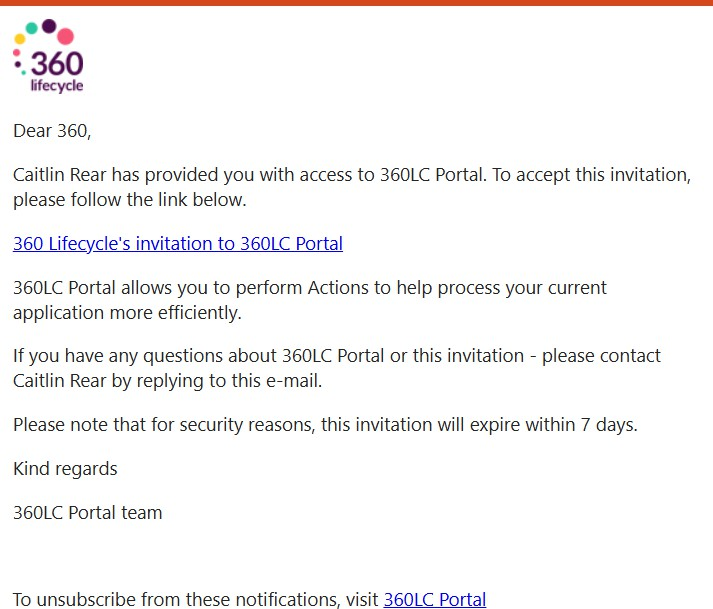 360
lifecycle
Dear 360,
Caitlin Rear has provided you with access to 360LC Portal. To accept this invitation,
please follow the link below.
360 Lifecycle's invitation to 360LC Portal
360LC Portal allows you to perform Actions to help process your current
application more efficiently.
If you have any questions about 360LC Portal or this invitation - please contact
Caitlin Rear by replying to this e-mail.
Please note that for security reasons, this invitation will expire within 7 days.
Kind regards
360LC Portal team
To unsubscribe from these notifications, visit 360LC Portal